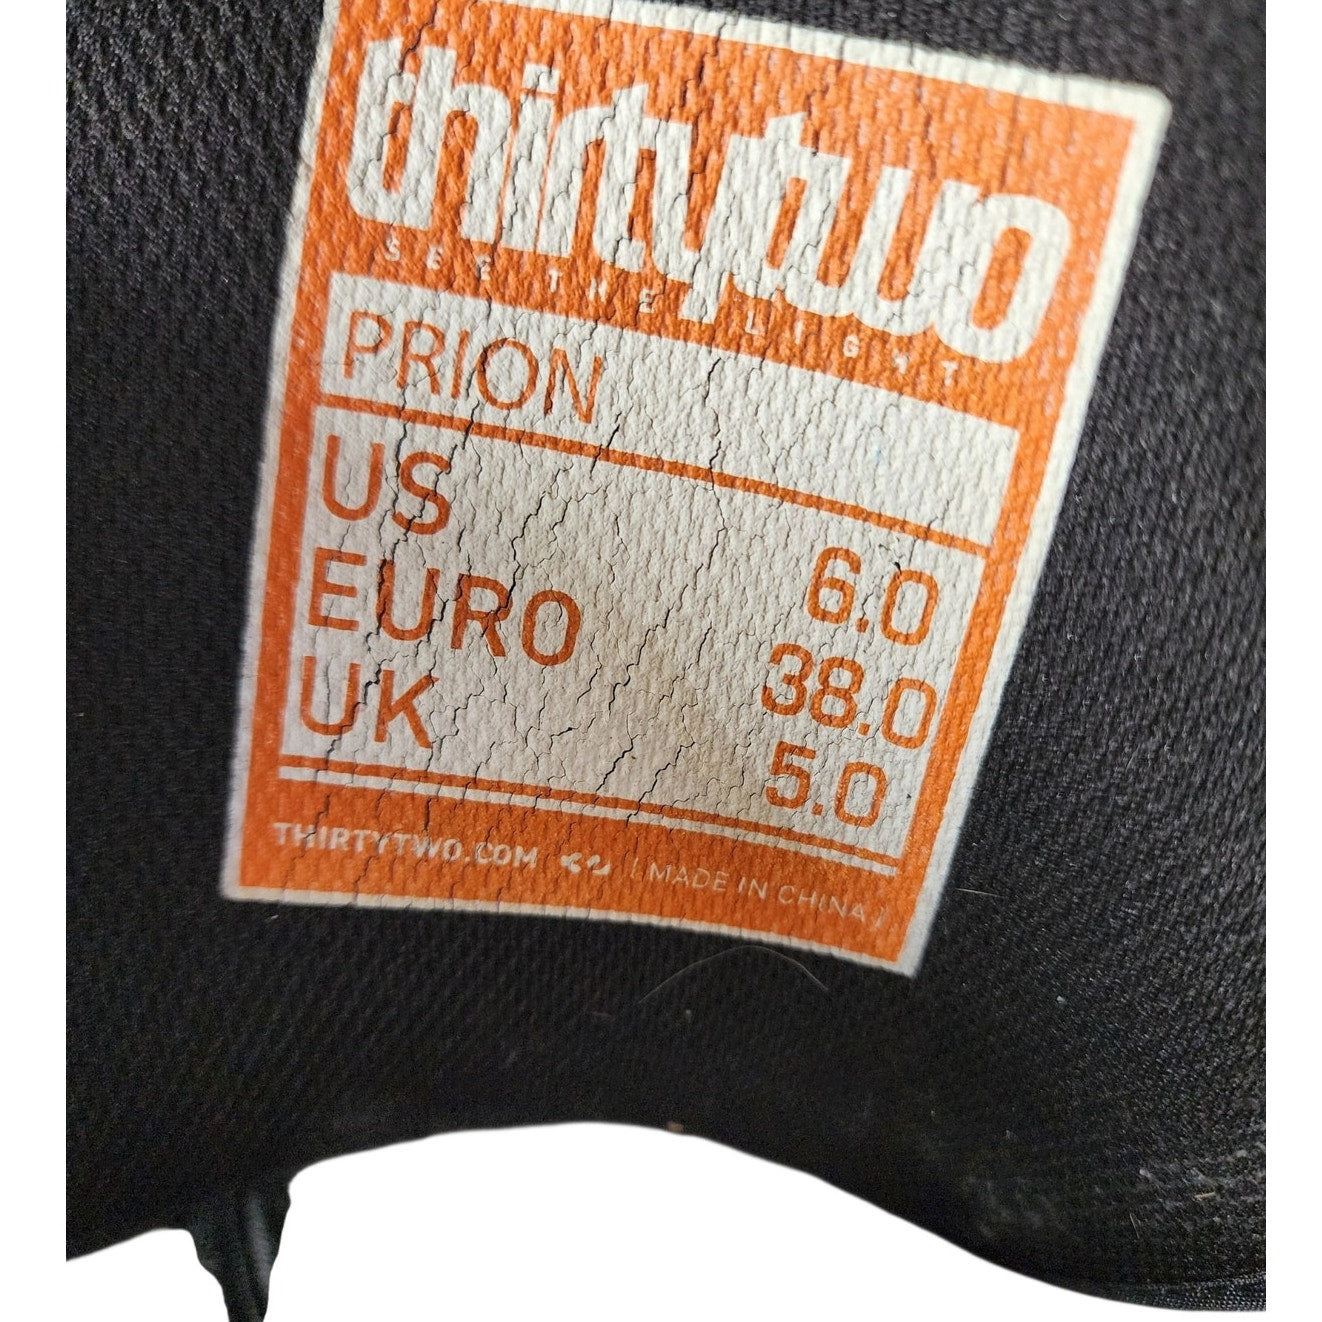 thirtytwo
SEE THE LIGHT
PRION
US 6.0
EURO 38.0
UK 5.0
THIRTYTWO.COM 32 | MADE IN CHINA /